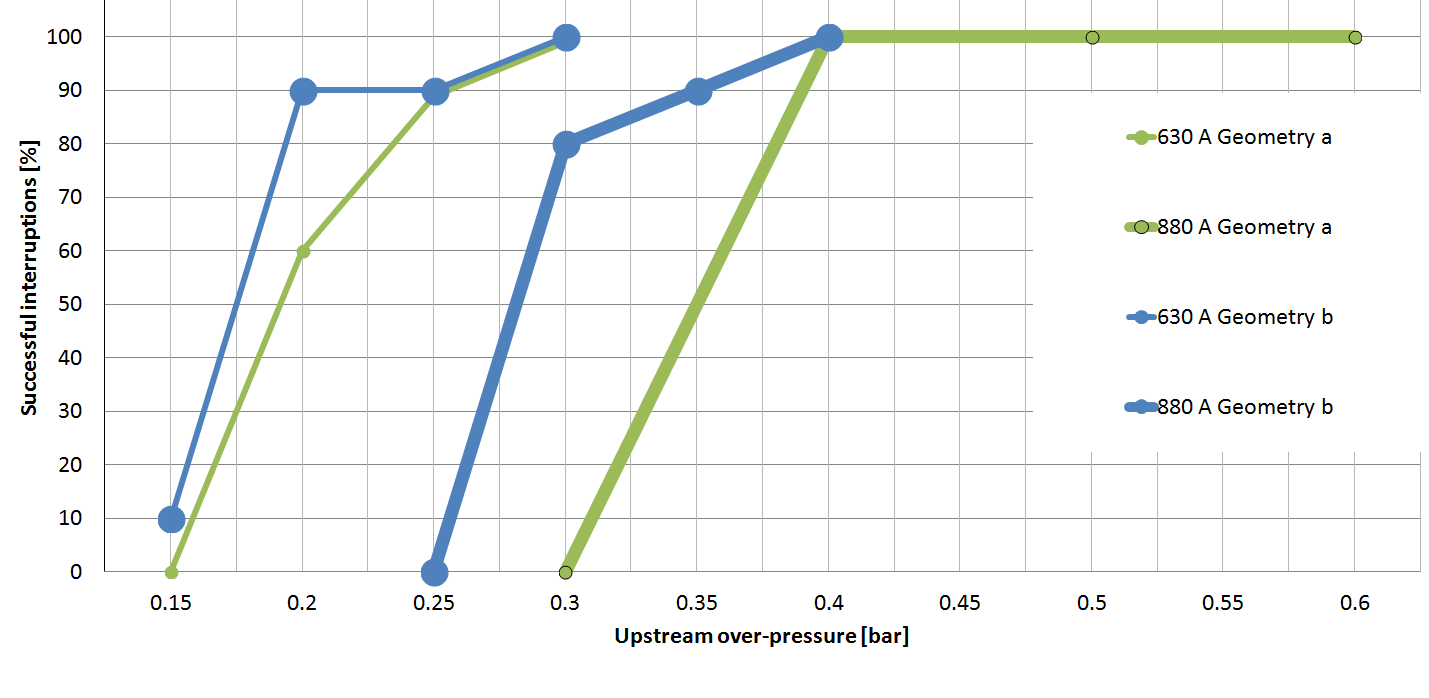 100
90
80
70
60
50
40
30
20
10
0
Successful interruptions [%]
0.15 0.2 0.25 0.3 0.35 0.4 0.45 0.5 0.55 0.6
Upstream over-pressure [bar]
630 A Geometry a
880 A Geometry a
630 A Geometry b
880 A Geometry b